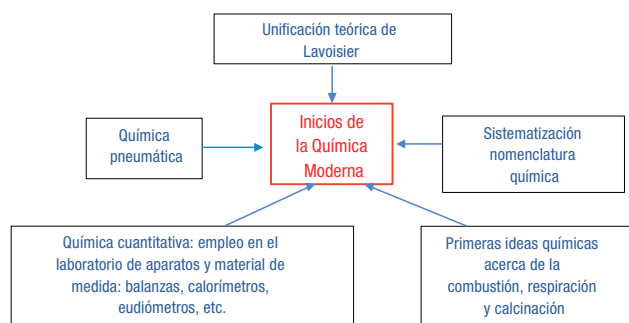 Unificación teórica de
Lavoisier
Química
pneumática
Inicios de
la Química
Moderna
Sistematización
nomenclatura
química
Química cuantitativa: empleo en el
laboratorio de aparatos y material de
medida: balanzas, calorímetros,
eudiómetros, etc.
Primeras ideas químicas
acerca de la
combustión, respiración
y calcinación